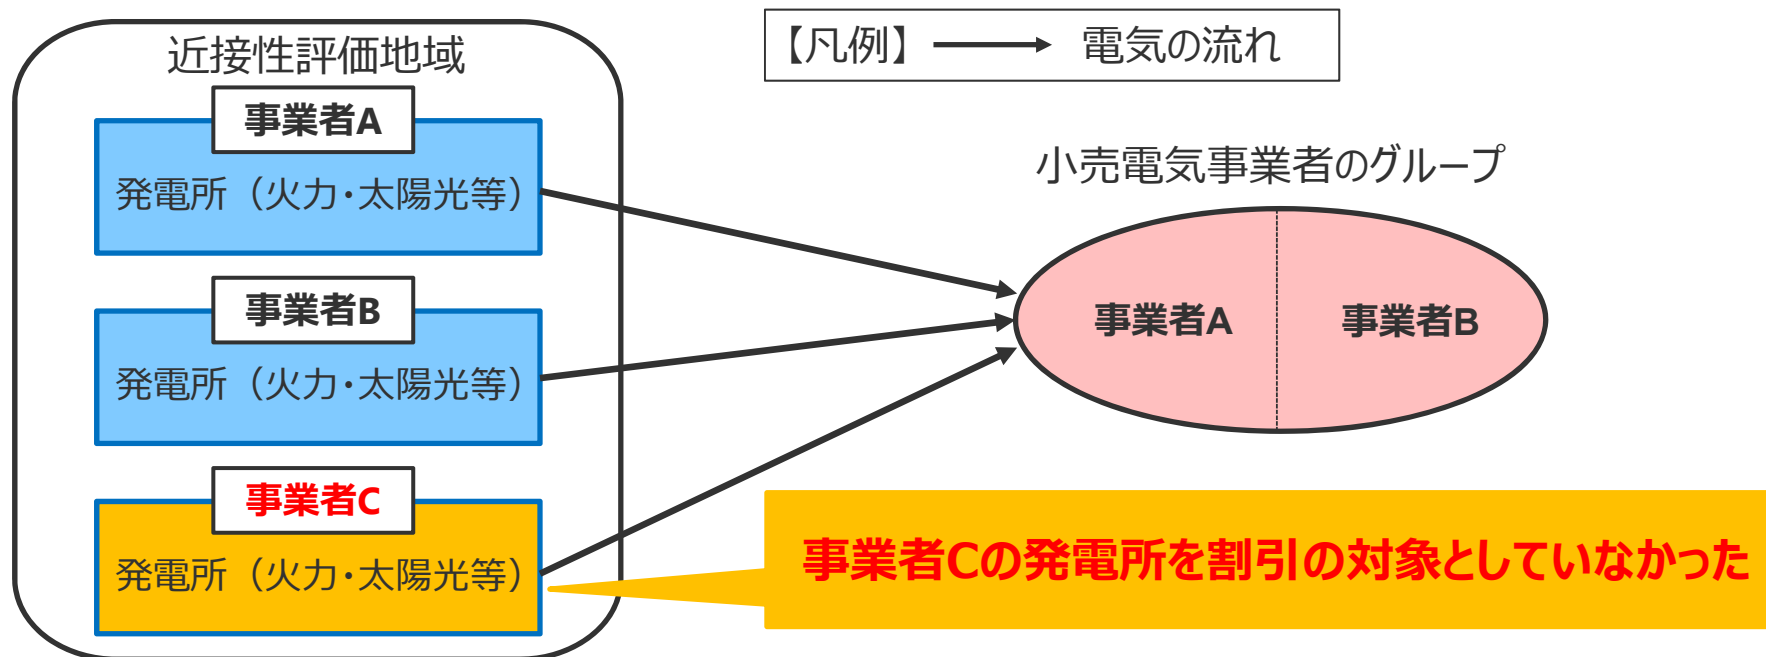 近接性評価地域
【凡例】 電気の流れ
事業者A
発電所（火力・太陽光等）
事業者B
発電所（火力・太陽光等）
事業者C
発電所（火力・太陽光等）
小売電気事業者のグループ
事業者A 事業者B
事業者Cの発電所を割引の対象としていなかった